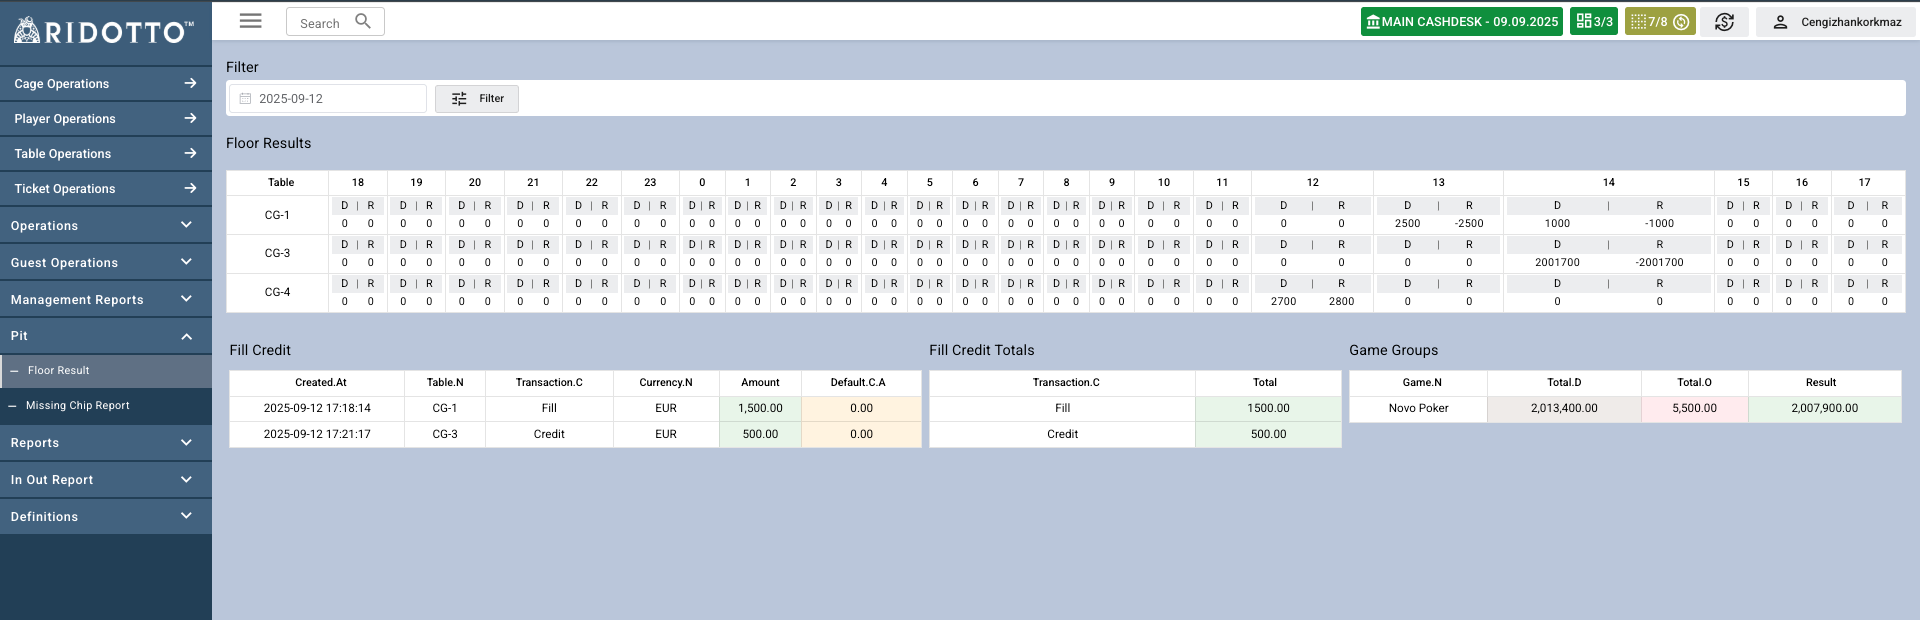 RIDOTTO™
Search
MAIN CASHDESK - 09.09.2025
3/3
7/8
Cengizhankorkmaz
Cage Operations
Player Operations
Table Operations
Ticket Operations
Operations
Guest Operations
Management Reports
Pit
Floor Result
Missing Chip Report
Reports
In Out Report
Definitions
Filter
2025-09-12 Filter
Floor Results
Table 18 19 20 21 22 23 0 1 2 3 4 5 6 7 8 9 10 11 12 13 14 15 16 17
D | R D | R D | R D | R D | R D | R D | R D | R D | R D | R D | R D | R D | R D | R D | R D | R D | R D | R D | R D | R D | R D | R D | R D | R
CG-1
0 0 0 0 0 0 0 0 0 0 0 0 0 0 0 0 0 0 0 0 0 0 0 0 0 0 0 0 0 0 0 0 0 0 0 0 0 0 2500 -2500 1000 -1000 0 0 0 0 0 0
D | R D | R D | R D | R D | R D | R D | R D | R D | R D | R D | R D | R D | R D | R D | R D | R D | R D | R D | R D | R D | R D | R D | R D | R
CG-3
0 0 0 0 0 0 0 0 0 0 0 0 0 0 0 0 0 0 0 0 0 0 0 0 0 0 0 0 0 0 0 0 0 0 0 0 0 0 0 0 2001700 -2001700 0 0 0 0 0 0
D | R D | R D | R D | R D | R D | R D | R D | R D | R D | R D | R D | R D | R D | R D | R D | R D | R D | R D | R D | R D | R D | R D | R D | R
CG-4
0 0 0 0 0 0 0 0 0 0 0 0 0 0 0 0 0 0 0 0 0 0 0 0 0 0 0 0 0 0 0 0 0 0 0 0 2700 2800 0 0 0 0 0 0 0 0 0 0
Fill Credit
Created.At Table.N Transaction.C Currency.N Amount Default.C.A
2025-09-12 17:18:14 CG-1 Fill EUR 1,500.00 0.00
2025-09-12 17:21:17 CG-3 Credit EUR 500.00 0.00
Fill Credit Totals
Transaction.C Total
Fill 1500.00
Credit 500.00
Game Groups
Game.N Total.D Total.O Result
Novo Poker 2,013,400.00 5,500.00 2,007,900.00